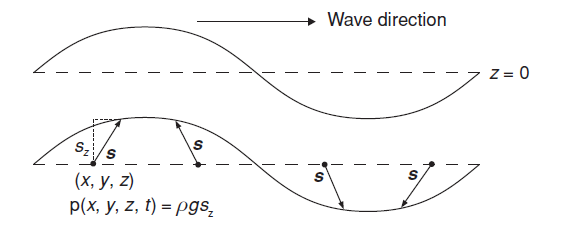 Wave direction
z = 0
s_z
s
s
s
s
(x, y, z)
p(x, y, z, t) = ρgs_z